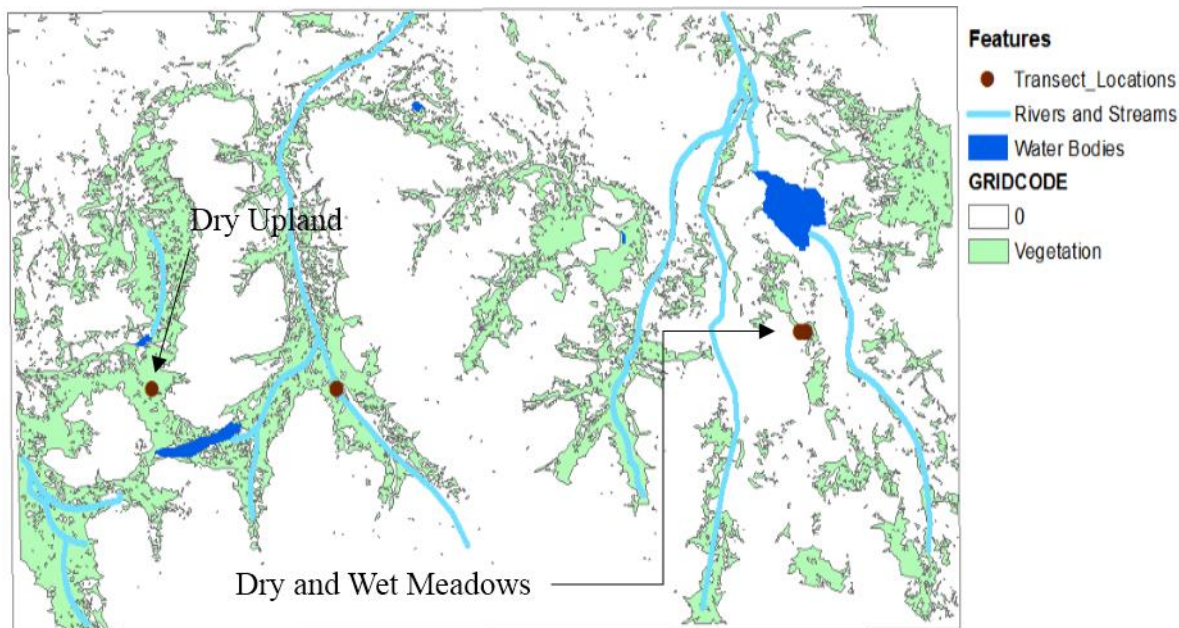 Features
Transect_Locations
Rivers and Streams
Water Bodies
GRIDCODE
0
Vegetation
Dry Upland
Dry and Wet Meadows